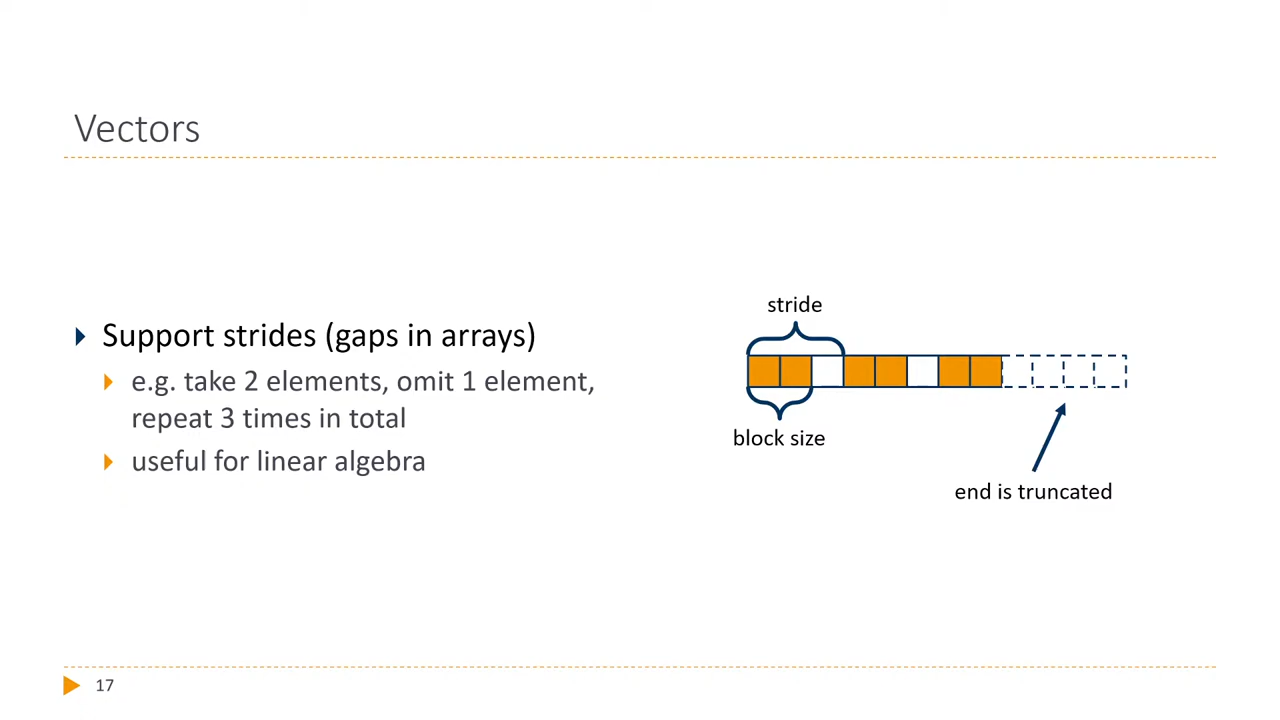 Vectors
Support strides (gaps in arrays)
e.g. take 2 elements, omit 1 element,
repeat 3 times in total
useful for linear algebra
stride
block size
end is truncated
17